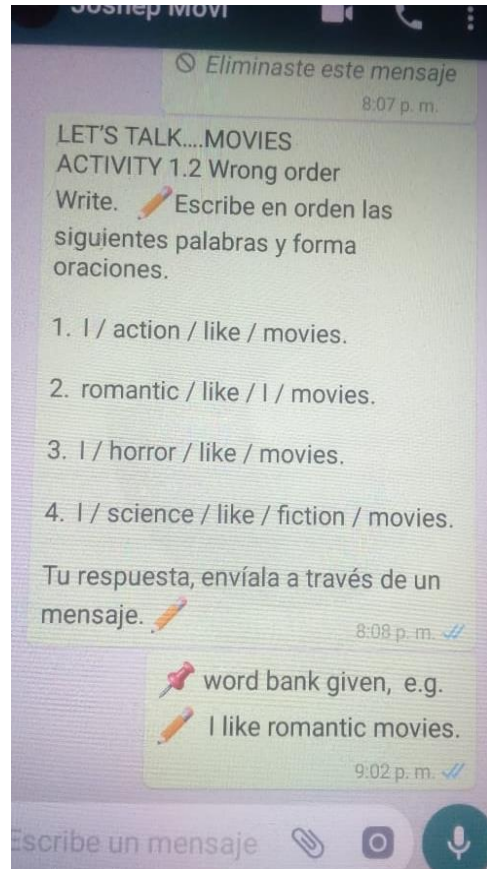 Joshep Movi
Eliminaste este mensaje
8:07 p. m.
LET'S TALK....MOVIES
ACTIVITY 1.2 Wrong order
Write. Escribe en orden las
siguientes palabras y forma
oraciones.
1. I / action / like / movies.
2. romantic / like / I / movies.
3. I / horror / like / movies.
4. I / science / like / fiction / movies.
Tu respuesta, envíala a través de un
mensaje.
8:08 p. m.
word bank given, e.g.
I like romantic movies.
9:02 p. m.
Escribe un mensaje